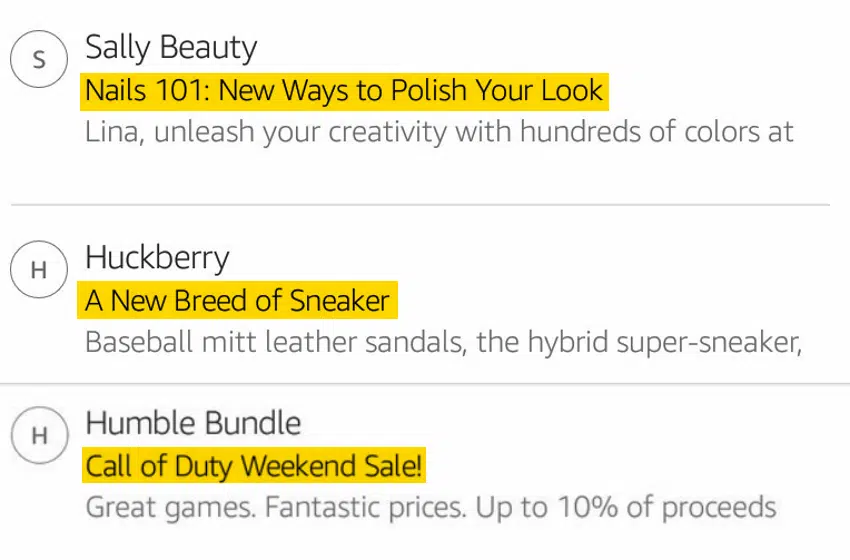 S
Sally Beauty
Nails 101: New Ways to Polish Your Look
Lina, unleash your creativity with hundreds of colors at
H
Huckberry
A New Breed of Sneaker
Baseball mitt leather sandals, the hybrid super-sneaker,
H
Humble Bundle
Call of Duty Weekend Sale!
Great games. Fantastic prices. Up to 10% of proceeds